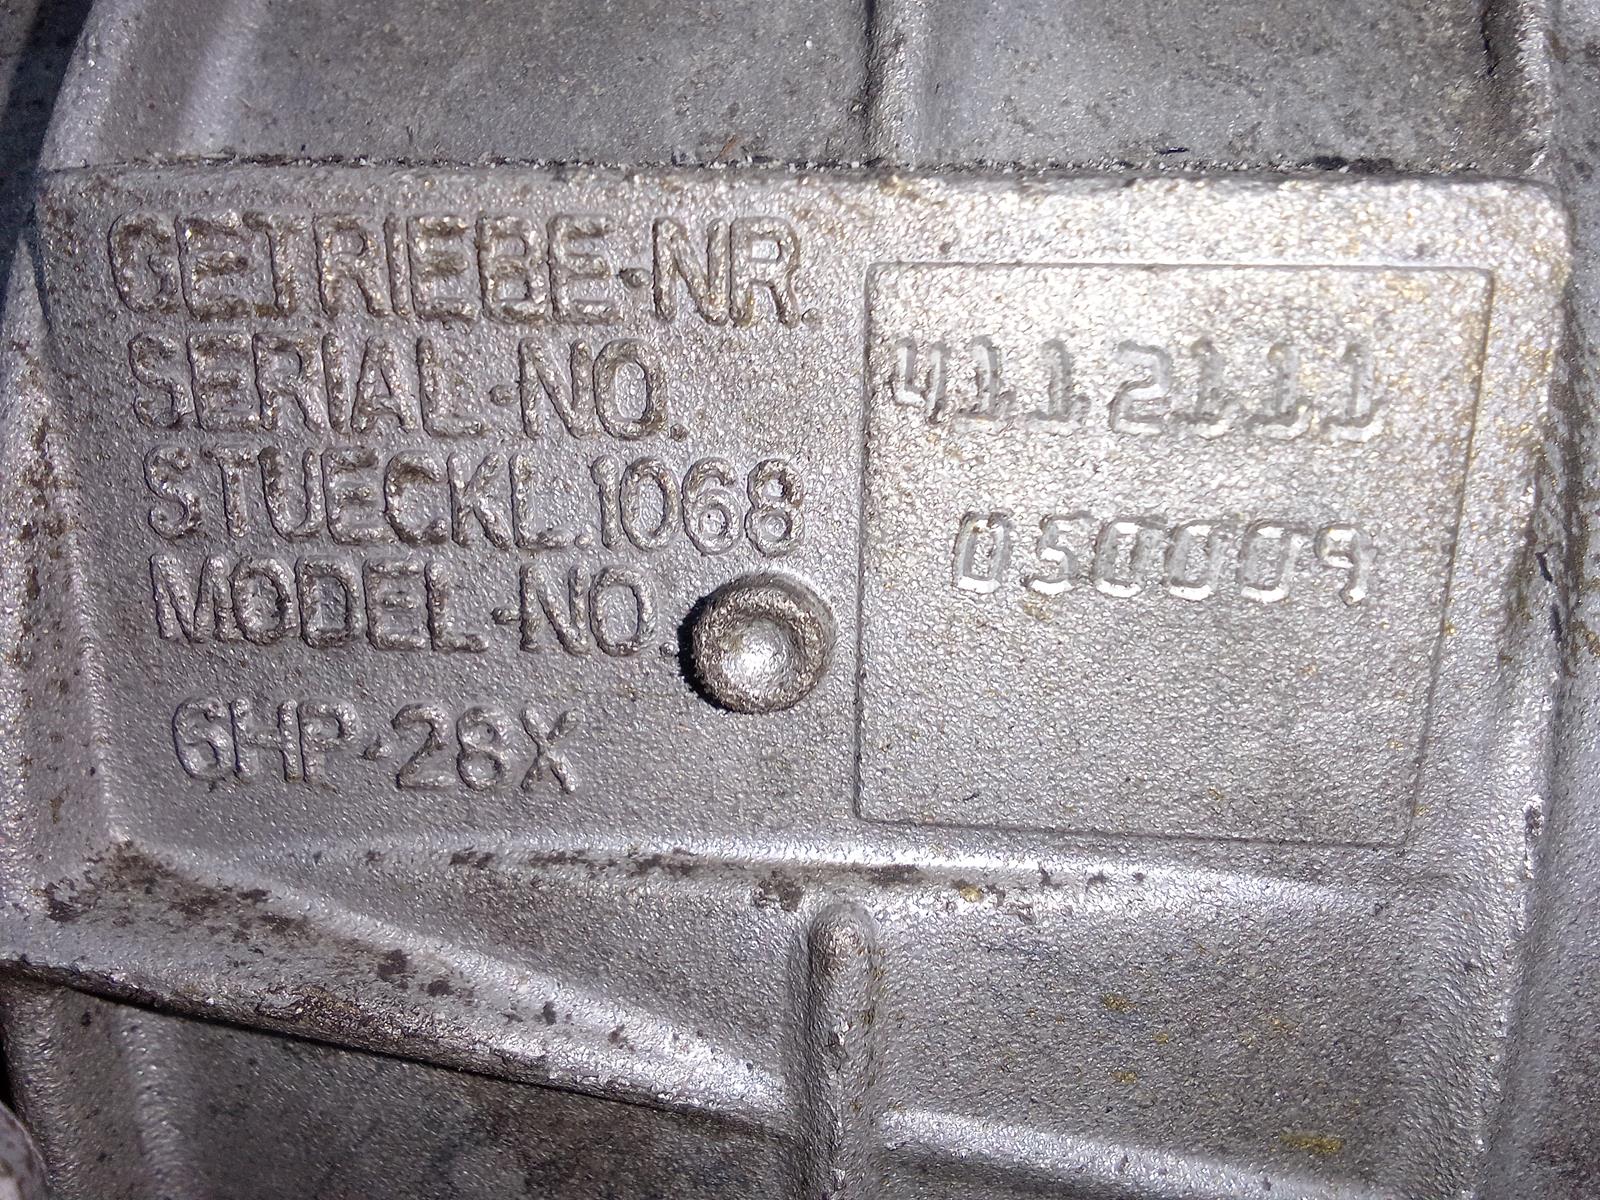 GETRIEBE-NR.
SERIAL-NO.
STUECKL.1068
MODEL-NO.
6HP-28X
4112111
050009